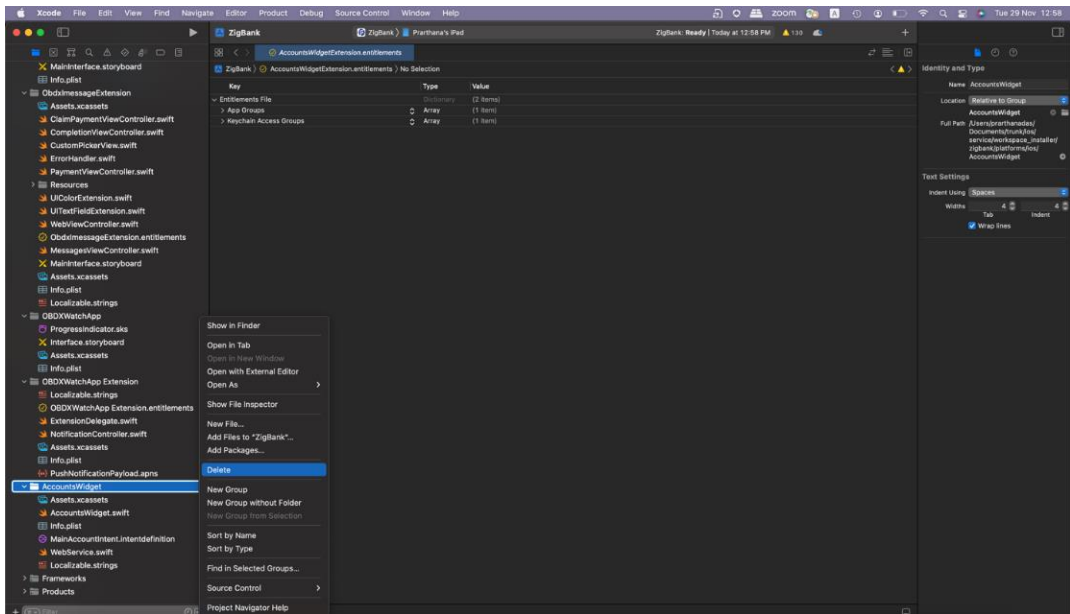 Xcode File Edit View Find Navigate Editor Product Debug Source Control Window Help zoom A Tue 29 Nov 12:58
ZigBank ZigBank 〉 Prarthana's iPad ZigBank: Ready | Today at 12:58 PM 130
AccountsWidgetExtension.entitlements
ZigBank 〉 AccountsWidgetExtension.entitlements 〉 No Selection
Key Type Value
Entitlements File Dictionary (2 items)
App Groups Array (1 item)
Keychain Access Groups Array (1 item)
MainInterface.storyboard
Info.plist
ObdxImessageExtension
Assets.xcassets
ClaimPaymentViewController.swift
CompletionViewController.swift
CustomPickerView.swift
ErrorHandler.swift
PaymentViewController.swift
Resources
UIColorExtension.swift
UITextFieldExtension.swift
WebViewController.swift
ObdxImessageExtension.entitlements
MessagesViewController.swift
MainInterface.storyboard
Assets.xcassets
Info.plist
Localizable.strings
OBDXWatchApp
ProgressIndicator.sks
Interface.storyboard
Assets.xcassets
Info.plist
OBDXWatchApp Extension
Localizable.strings
OBDXWatchApp Extension.entitlements
ExtensionDelegate.swift
NotificationController.swift
Assets.xcassets
Info.plist
PushNotificationPayload.apns
AccountsWidget
Assets.xcassets
AccountsWidget.swift
Info.plist
MainAccountIntent.intentdefinition
WebService.swift
Localizable.strings
Frameworks
Products
Filter
Show in Finder
Open in Tab
Open in New Window
Open with External Editor
Open As
Show File Inspector
New File...
Add Files to "ZigBank"...
Add Packages...
Delete
New Group
New Group without Folder
New Group from Selection
Sort by Name
Sort by Type
Find in Selected Groups...
Source Control
Project Navigator Help
Identity and Type
Name AccountsWidget
Location Relative to Group
AccountsWidget
Full Path /Users/prarthanadas/
Documents/trunk/ios/
service/workspace_installer/
zigbank/platforms/ios/
AccountsWidget
Text Settings
Indent Using Spaces
Widths 4 4
Tab Indent
Wrap lines